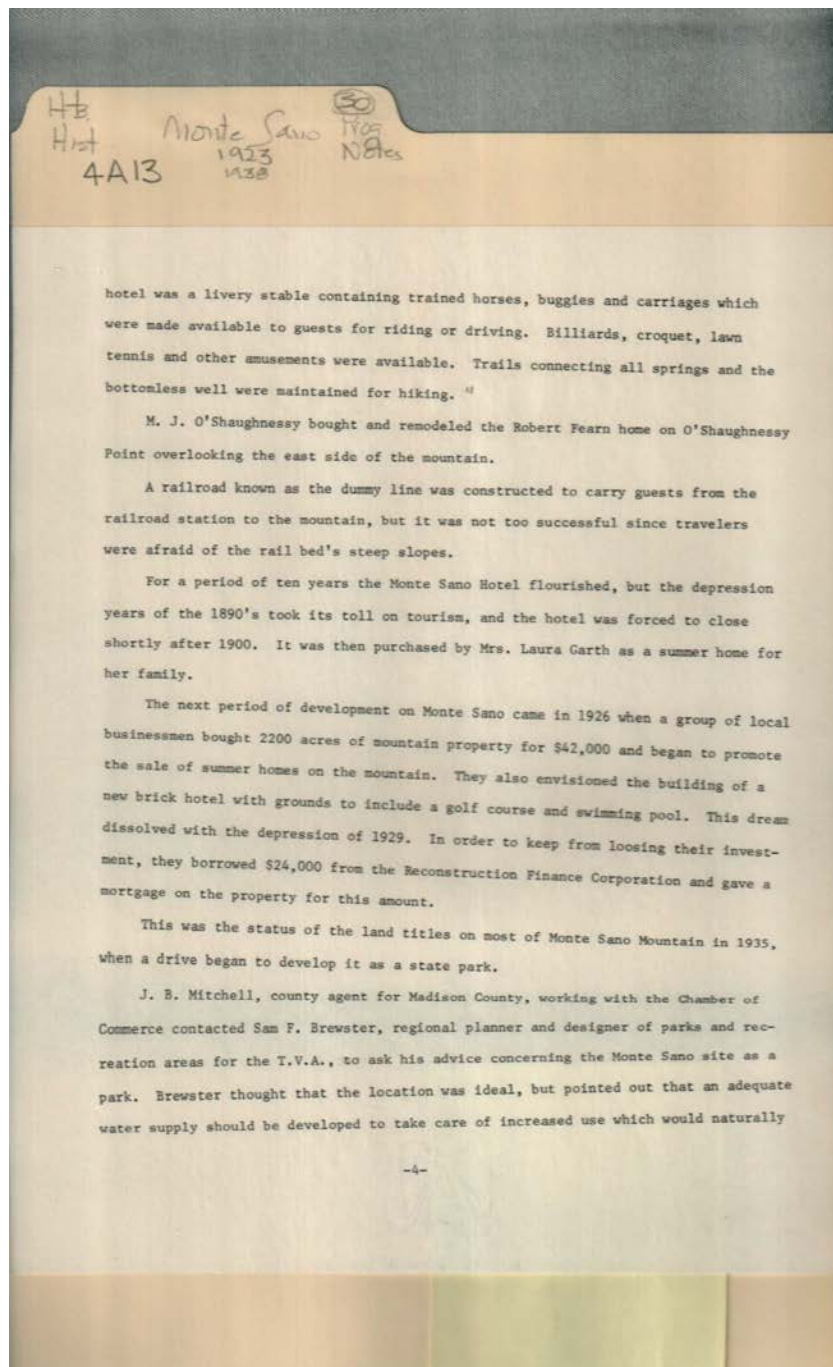 Htb. Hist
Monte Sano
1923
1938
30
Prog Notes
4A13
hotel was a livery stable containing trained horses, buggies and carriages which
were made available to guests for riding or driving. Billiards, croquet, lawn
tennis and other amusements were available. Trails connecting all springs and the
bottomless well were maintained for hiking.
M. J. O'Shaughnessy bought and remodeled the Robert Fearn home on O'Shaughnessy
Point overlooking the east side of the mountain.
A railroad known as the dummy line was constructed to carry guests from the
railroad station to the mountain, but it was not too successful since travelers
were afraid of the rail bed's steep slopes.
For a period of ten years the Monte Sano Hotel flourished, but the depression
years of the 1890's took its toll on tourism, and the hotel was forced to close
shortly after 1900. It was then purchased by Mrs. Laura Garth as a summer home for
her family.
The next period of development on Monte Sano came in 1926 when a group of local
businessmen bought 2200 acres of mountain property for $42,000 and began to promote
the sale of summer homes on the mountain. They also envisioned the building of a
new brick hotel with grounds to include a golf course and swimming pool. This dream
dissolved with the depression of 1929. In order to keep from loosing their invest-
ment, they borrowed $24,000 from the Reconstruction Finance Corporation and gave a
mortgage on the property for this amount.
This was the status of the land titles on most of Monte Sano Mountain in 1935,
when a drive began to develop it as a state park.
J. B. Mitchell, county agent for Madison County, working with the Chamber of
Commerce contacted Sam F. Brewster, regional planner and designer of parks and rec-
reation areas for the T.V.A., to ask his advice concerning the Monte Sano site as a
park. Brewster thought that the location was ideal, but pointed out that an adequate
water supply should be developed to take care of increased use which would naturally
-4-